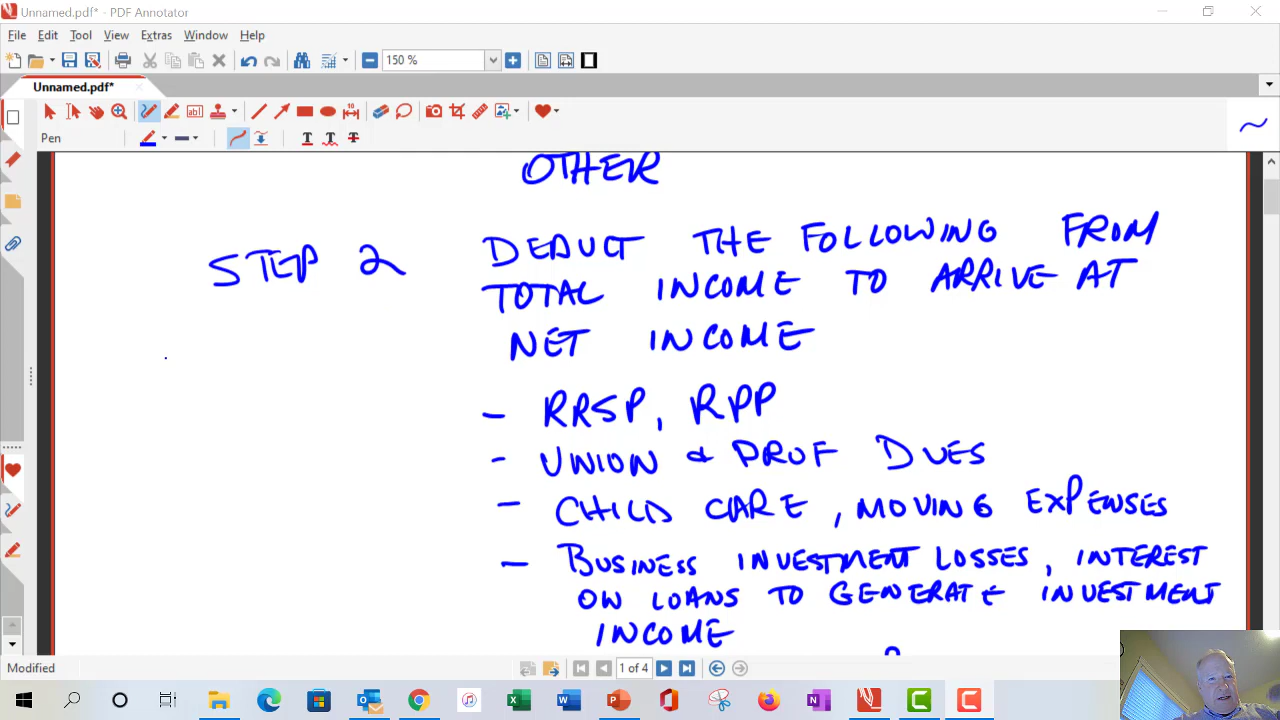 Unnamed.pdf* - PDF Annotator
File Edit Tool View Extras Window Help
150 %
Unnamed.pdf*
Pen
OTHER
STEP 2 DEDUCT THE FOLLOWING FROM
TOTAL INCOME TO ARRIVE AT
NET INCOME
- RRSP, RPP
- UNION & PROF DUES
- CHILD CARE, MOVING EXPENSES
- BUSINESS INVESTMENT LOSSES, INTEREST
ON LOANS TO GENERATE INVESTMENT
INCOME
Modified
1 of 4